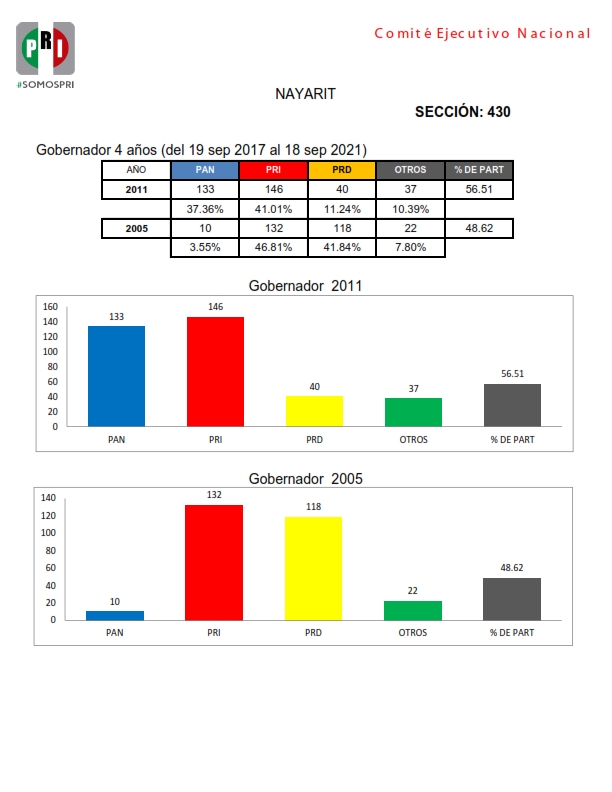 Comité Ejecutivo Nacional
PRI
#SOMOSPRI
NAYARIT
SECCIÓN: 430
Gobernador 4 años (del 19 sep 2017 al 18 sep 2021)
AÑO PAN PRI PRD OTROS % DE PART
2011 133 146 40 37 56.51
37.36% 41.01% 11.24% 10.39%
2005 10 132 118 22 48.62
3.55% 46.81% 41.84% 7.80%
Gobernador 2011
160
140
120
100
80
60
40
20
0
133 146 40 37 56.51
PAN PRI PRD OTROS % DE PART
Gobernador 2005
140
120
100
80
60
40
20
0
10 132 118 22 48.62
PAN PRI PRD OTROS % DE PART